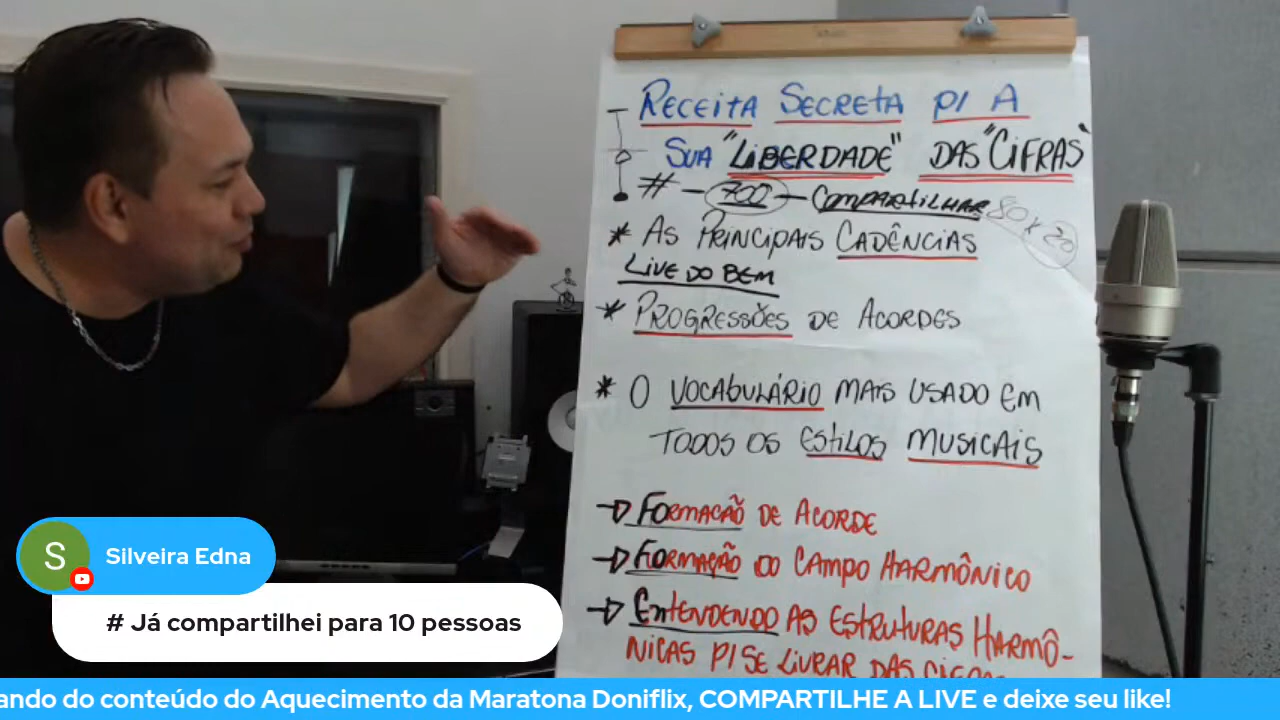 RECEITA SECRETA P/ A
SUA "LIBERDADE" DAS "CIFRAS"
# - 700 - COMPARTILHAR 80 x 20
* AS PRINCIPAIS CADÊNCIAS
LIVE DO BEM
* PROGRESSÕES DE ACORDES
* O VOCABULÁRIO MAIS USADO EM
TODOS OS ESTILOS MUSICAIS
→ FORMAÇÃO DE ACORDE
→ FORMAÇÃO DO CAMPO HARMÔNICO
→ ENTENDENDO AS ESTRUTURAS HARMÔ-
NICAS P/ SE LIVRAR DAS
S
Silveira Edna
# Já compartilhei para 10 pessoas
ando do conteúdo do Aquecimento da Maratona Doniflix, COMPARTILHE A LIVE e deixe seu like!